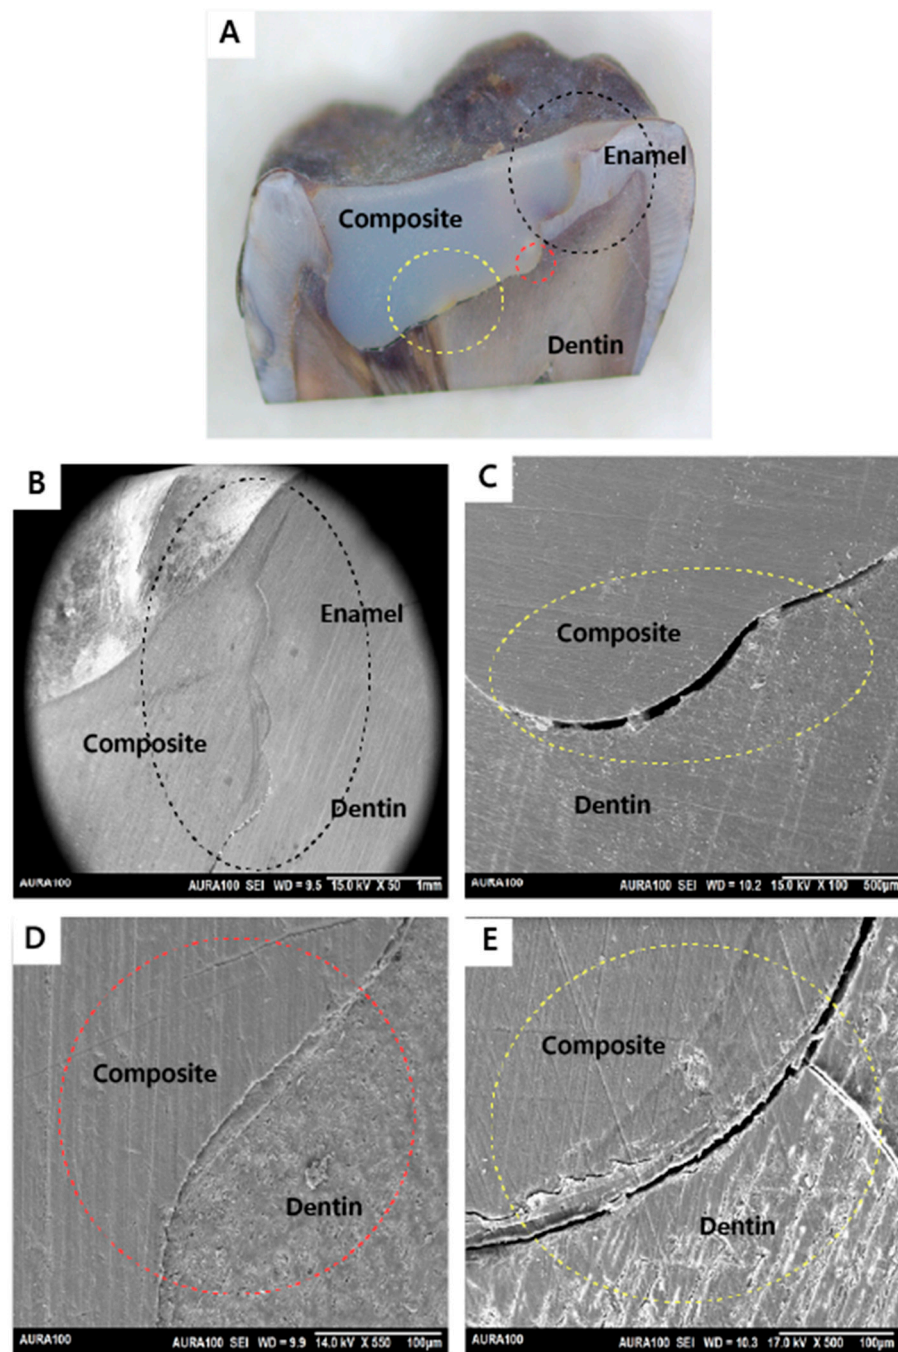 A
Enamel
Composite
Dentin
B
Enamel
Composite
Dentin
AURA100 AURA100 SEI WD = 9.5 15.0 kV X 50 1mm
C
Composite
Dentin
AURA100 AURA100 SEI WD = 10.2 15.0 kV X 100 500µm
D
Composite
Dentin
AURA100 AURA100 SEI WD = 9.9 14.0 kV X 550 100µm
E
Composite
Dentin
AURA100 AURA100 SEI WD = 10.3 17.0 kV X 500 100µm